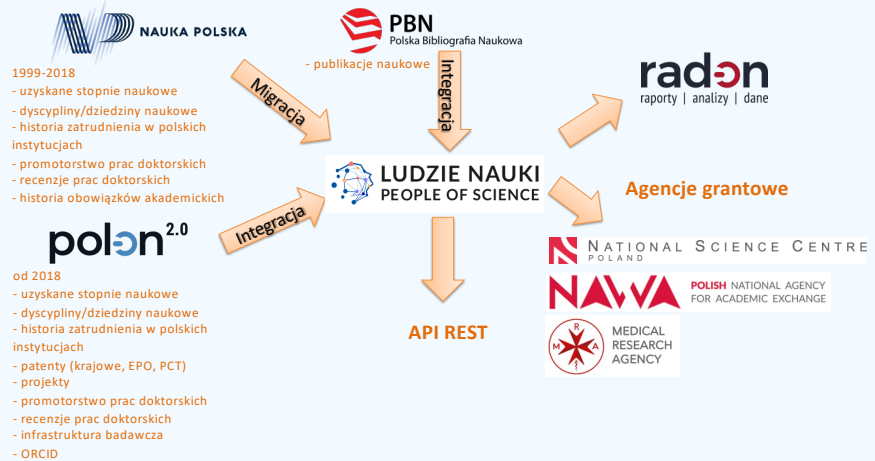 NAUKA POLSKA
1999-2018
- uzyskane stopnie naukowe
- dyscypliny/dziedziny naukowe
- historia zatrudnienia w polskich
instytucjach
- promotorstwo prac doktorskich
- recenzje prac doktorskich
- historia obowiązków akademickich
Migracja
PBN
Polska Bibliografia Naukowa
- publikacje naukowe
Integracja
radon
raporty | analizy | dane
LUDZIE NAUKI
PEOPLE OF SCIENCE
polon 2.0
Integracja
od 2018
- uzyskane stopnie naukowe
- dyscypliny/dziedziny naukowe
- historia zatrudnienia w polskich
instytucjach
- patenty (krajowe, EPO, PCT)
- projekty
- promotorstwo prac doktorskich
- recenzje prac doktorskich
- infrastruktura badawcza
- ORCID
API REST
Agencje grantowe
NATIONAL SCIENCE CENTRE
POLAND
NAWA
POLISH NATIONAL AGENCY
FOR ACADEMIC EXCHANGE
R
M A
MEDICAL
RESEARCH
AGENCY